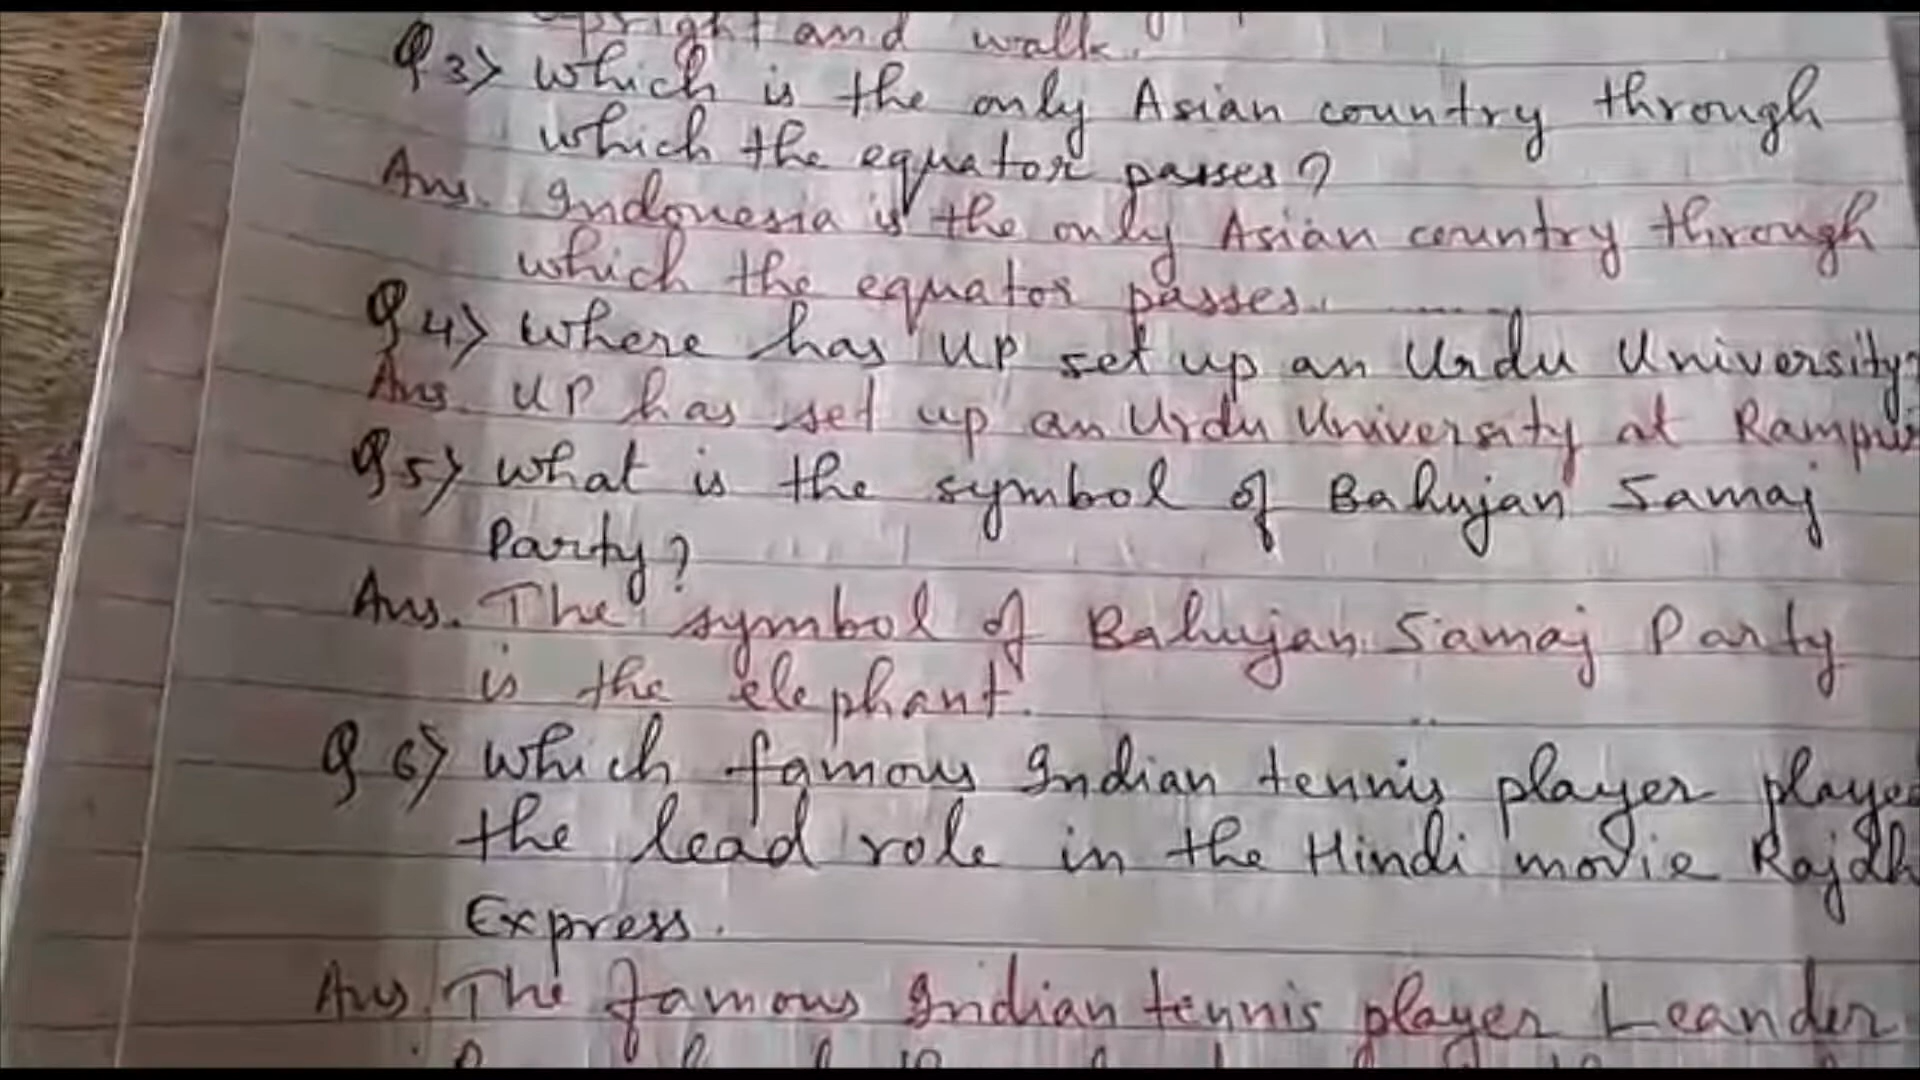 upright and walk.
Q 3> Which is the only Asian country through
which the equator passes?
Ans. Indonesia is the only Asian country through
which the equator passes.
Q 4> Where has UP set up an Urdu University?
Ans. UP has set up an Urdu University at Rampur
Q 5> What is the symbol of Bahujan Samaj
Party?
Ans. The symbol of Bahujan Samaj Party
is the elephant.
Q 6> Which famous Indian tennis player played
the lead role in the Hindi movie Rajdh
Express.
Ans. The famous Indian tennis player Leander